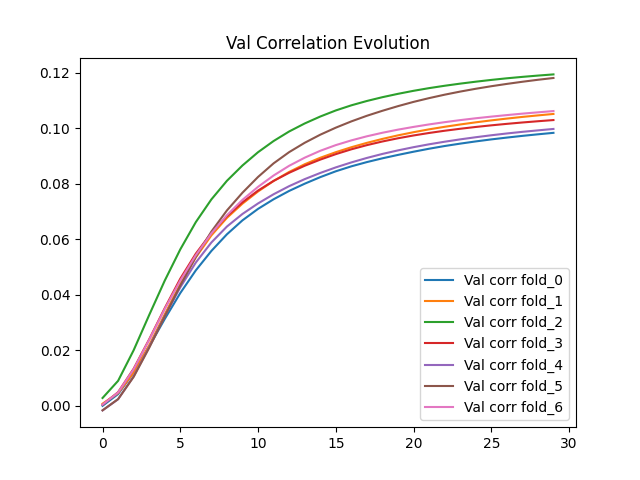 Val Correlation Evolution
0.12
0.10
0.08
0.06
0.04
0.02
0.00
Val corr fold_0
Val corr fold_1
Val corr fold_2
Val corr fold_3
Val corr fold_4
Val corr fold_5
Val corr fold_6
0 5 10 15 20 25 30